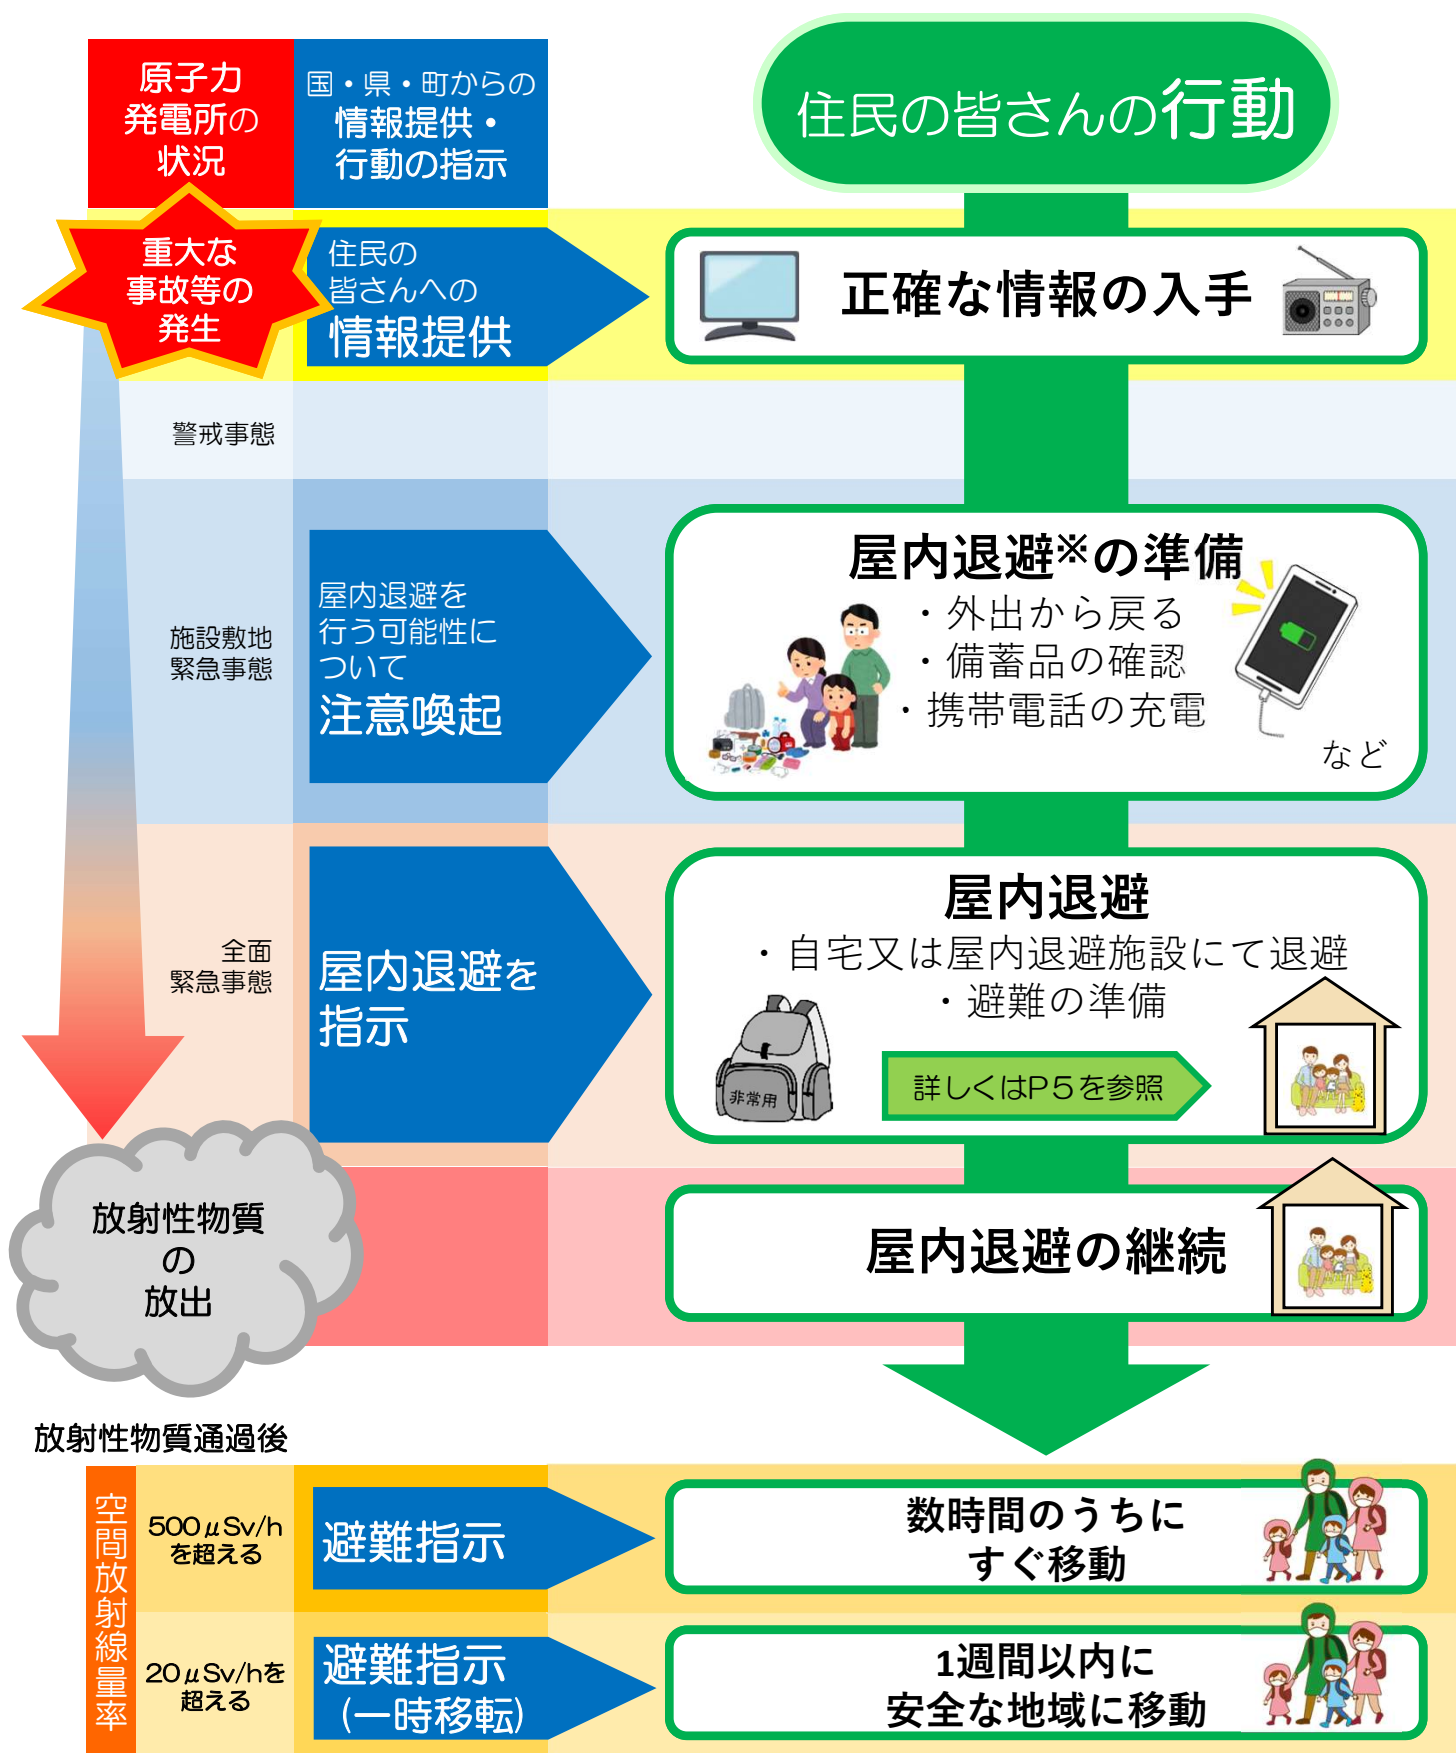 原子力
発電所の
状況
国・県・町からの
情報提供・
行動の指示
住民の皆さんの行動
重大な
事故等の
発生
住民の
皆さんへの
情報提供
正確な情報の入手
警戒事態
施設敷地
緊急事態
屋内退避を
行う可能性に
ついて
注意喚起
屋内退避※の準備
・外出から戻る
・備蓄品の確認
・携帯電話の充電
など
全面
緊急事態
屋内退避を
指示
屋内退避
・自宅又は屋内退避施設にて退避
・避難の準備
非常用
詳しくはP5を参照
放射性物質
の
放出
屋内退避の継続
放射性物質通過後
空間放射線量率
500μSv/h
を超える
避難指示
数時間のうちに
すぐ移動
20μSv/hを
超える
避難指示
(一時移転)
1週間以内に
安全な地域に移動